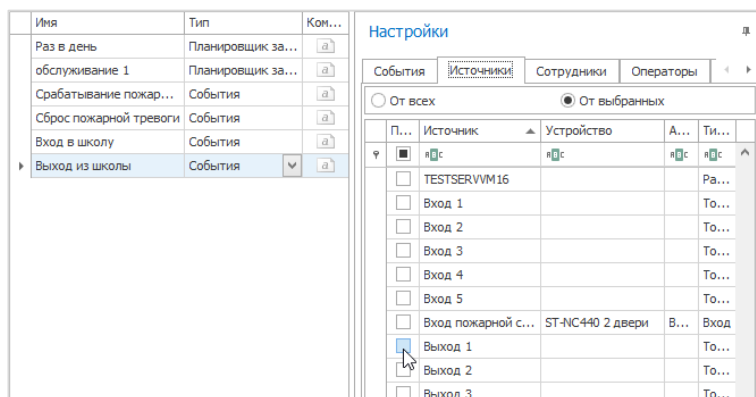 Имя Тип Ком...
Раз в день Планировщик за... a
обслуживание 1 Планировщик за... a
Срабатывание пожар... События a
Сброс пожарной тревоги События a
Вход в школу События a
Выход из школы События a
Настройки
События Источники Сотрудники Операторы
От всех От выбранных
П... Источник Устройство А... Ти...
TESTSERVVM16 Ра...
Вход 1 То...
Вход 2 То...
Вход 3 То...
Вход 4 То...
Вход 5 То...
Вход пожарной с... ST-NC440 2 двери В... Вход
Выход 1 То...
Выход 2 То...
Выход 3 То...